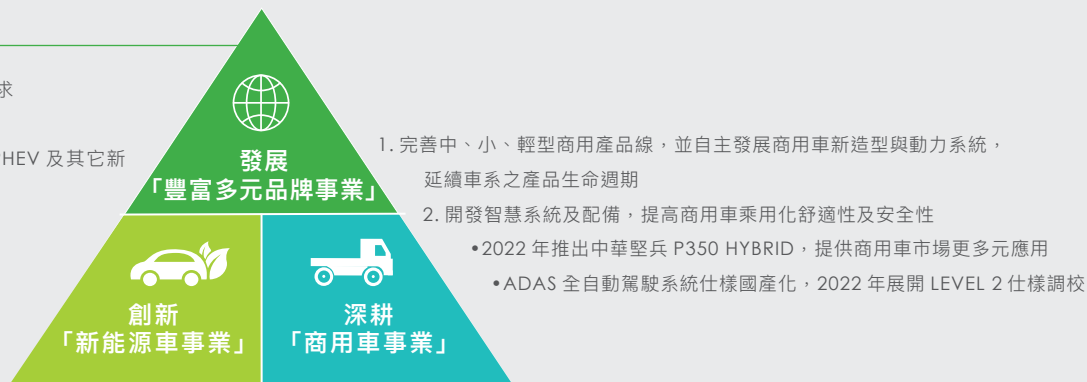 求
HEV 及其它新
發展
「豐富多元品牌事業」
創新
「新能源車事業」
深耕
「商用車事業」
1. 完善中、小、輕型商用產品線，並自主發展商用車新造型與動力系統，
延續車系之產品生命週期
2. 開發智慧系統及配備，提高商用車乘用化舒適性及安全性
•2022 年推出中華堅兵 P350 HYBRID，提供商用車市場更多元應用
•ADAS 全自動駕駛系統仕樣國產化，2022 年展開 LEVEL 2 仕樣調校